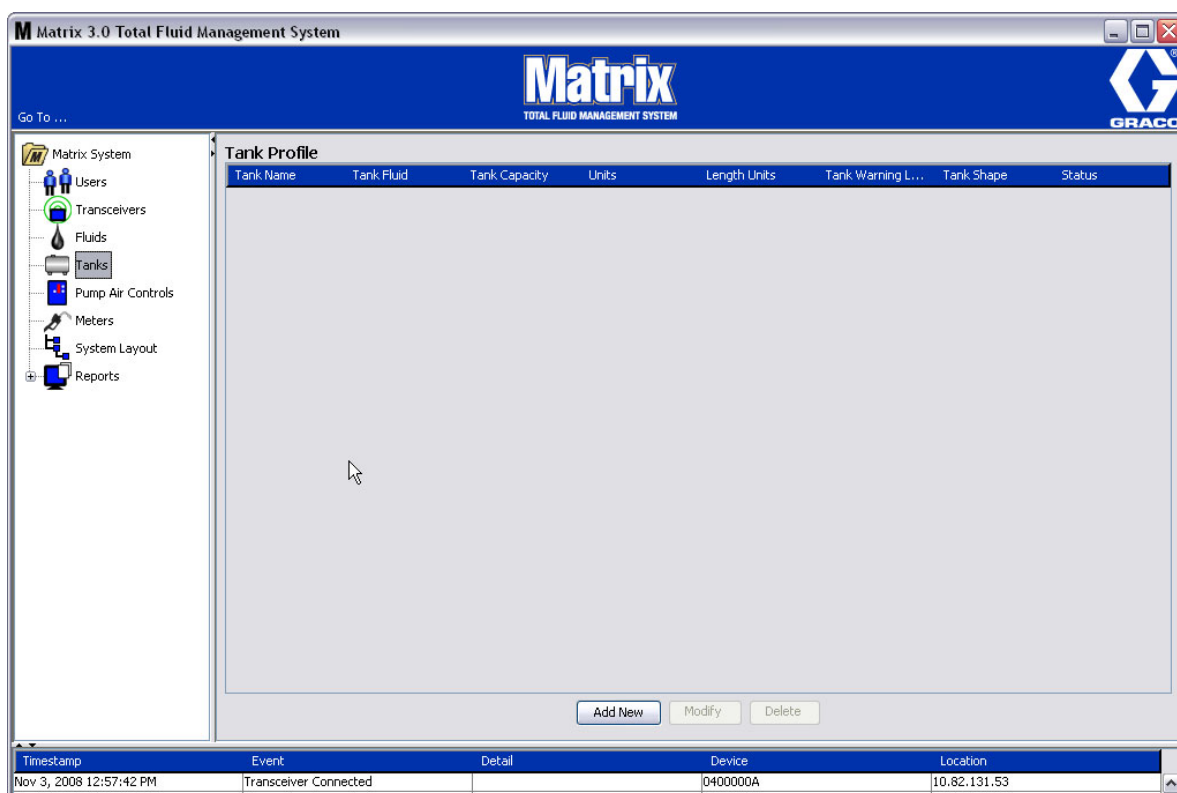 M Matrix 3.0 Total Fluid Management System
Matrix
TOTAL FLUID MANAGEMENT SYSTEM
Go To ...
GRACO
Matrix System
Users
Transceivers
Fluids
Tanks
Pump Air Controls
Meters
System Layout
Reports
Tank Profile
Tank Name Tank Fluid Tank Capacity Units Length Units Tank Warning L... Tank Shape Status
Add New Modify Delete
Timestamp Event Detail Device Location
Nov 3, 2008 12:57:42 PM Transceiver Connected 0400000A 10.82.131.53